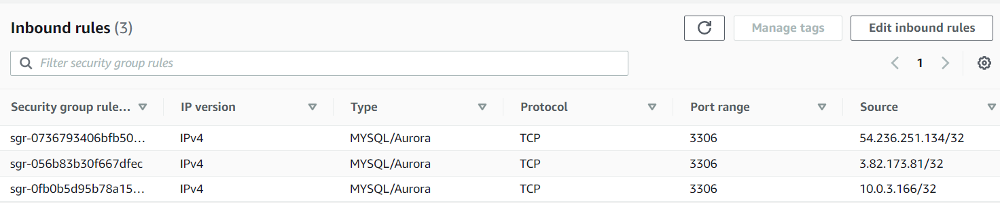 Inbound rules (3)
Manage tags
Edit inbound rules
Filter security group rules
1
Security group rule... IP version Type Protocol Port range Source
sgr-0736793406bfb50... IPv4 MYSQL/Aurora TCP 3306 54.236.251.134/32
sgr-056b83b30f667dfec IPv4 MYSQL/Aurora TCP 3306 3.82.173.81/32
sgr-0fb0b5d95b78a15... IPv4 MYSQL/Aurora TCP 3306 10.0.3.166/32